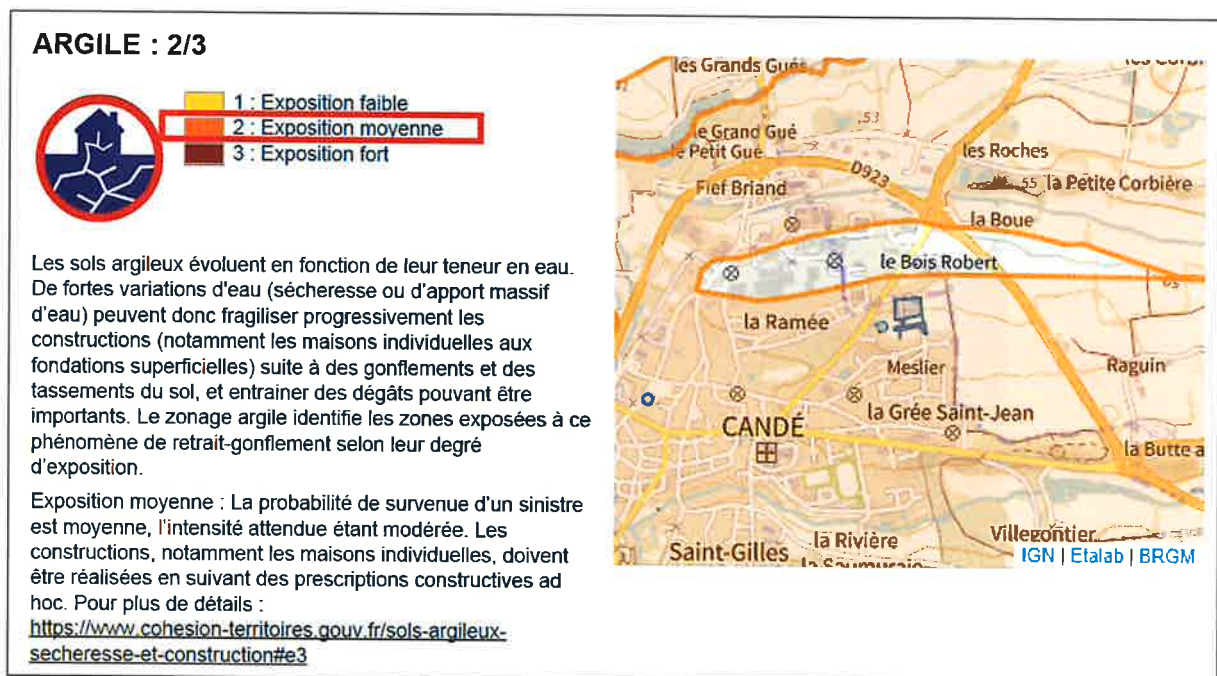 ARGILE : 2/3
1 : Exposition faible
2 : Exposition moyenne
3 : Exposition fort
Les sols argileux évoluent en fonction de leur teneur en eau.
De fortes variations d'eau (sécheresse ou d'apport massif
d'eau) peuvent donc fragiliser progressivement les
constructions (notamment les maisons individuelles aux
fondations superficielles) suite à des gonflements et des
tassements du sol, et entrainer des dégâts pouvant être
importants. Le zonage argile identifie les zones exposées à ce
phénomène de retrait-gonflement selon leur degré
d'exposition.
Exposition moyenne : La probabilité de survenue d'un sinistre
est moyenne, l'intensité attendue étant modérée. Les
constructions, notamment les maisons individuelles, doivent
être réalisées en suivant des prescriptions constructives ad
hoc. Pour plus de détails :
https://www.cohesion-territoires.gouv.fr/sols-argileux-
secheresse-et-construction#e3
les Grands Gués
53
le Grand Gué
le Petit Gué
les Roches
D923
Fief Briand
55
la Petite Corbière
la Boue
le Bois Robert
la Ramée
Meslier
Raguin
la Grée Saint-Jean
CANDÉ
la Butte a
Villegontier
la Rivière
Saint-Gilles
IGN | Etalab | BRGM